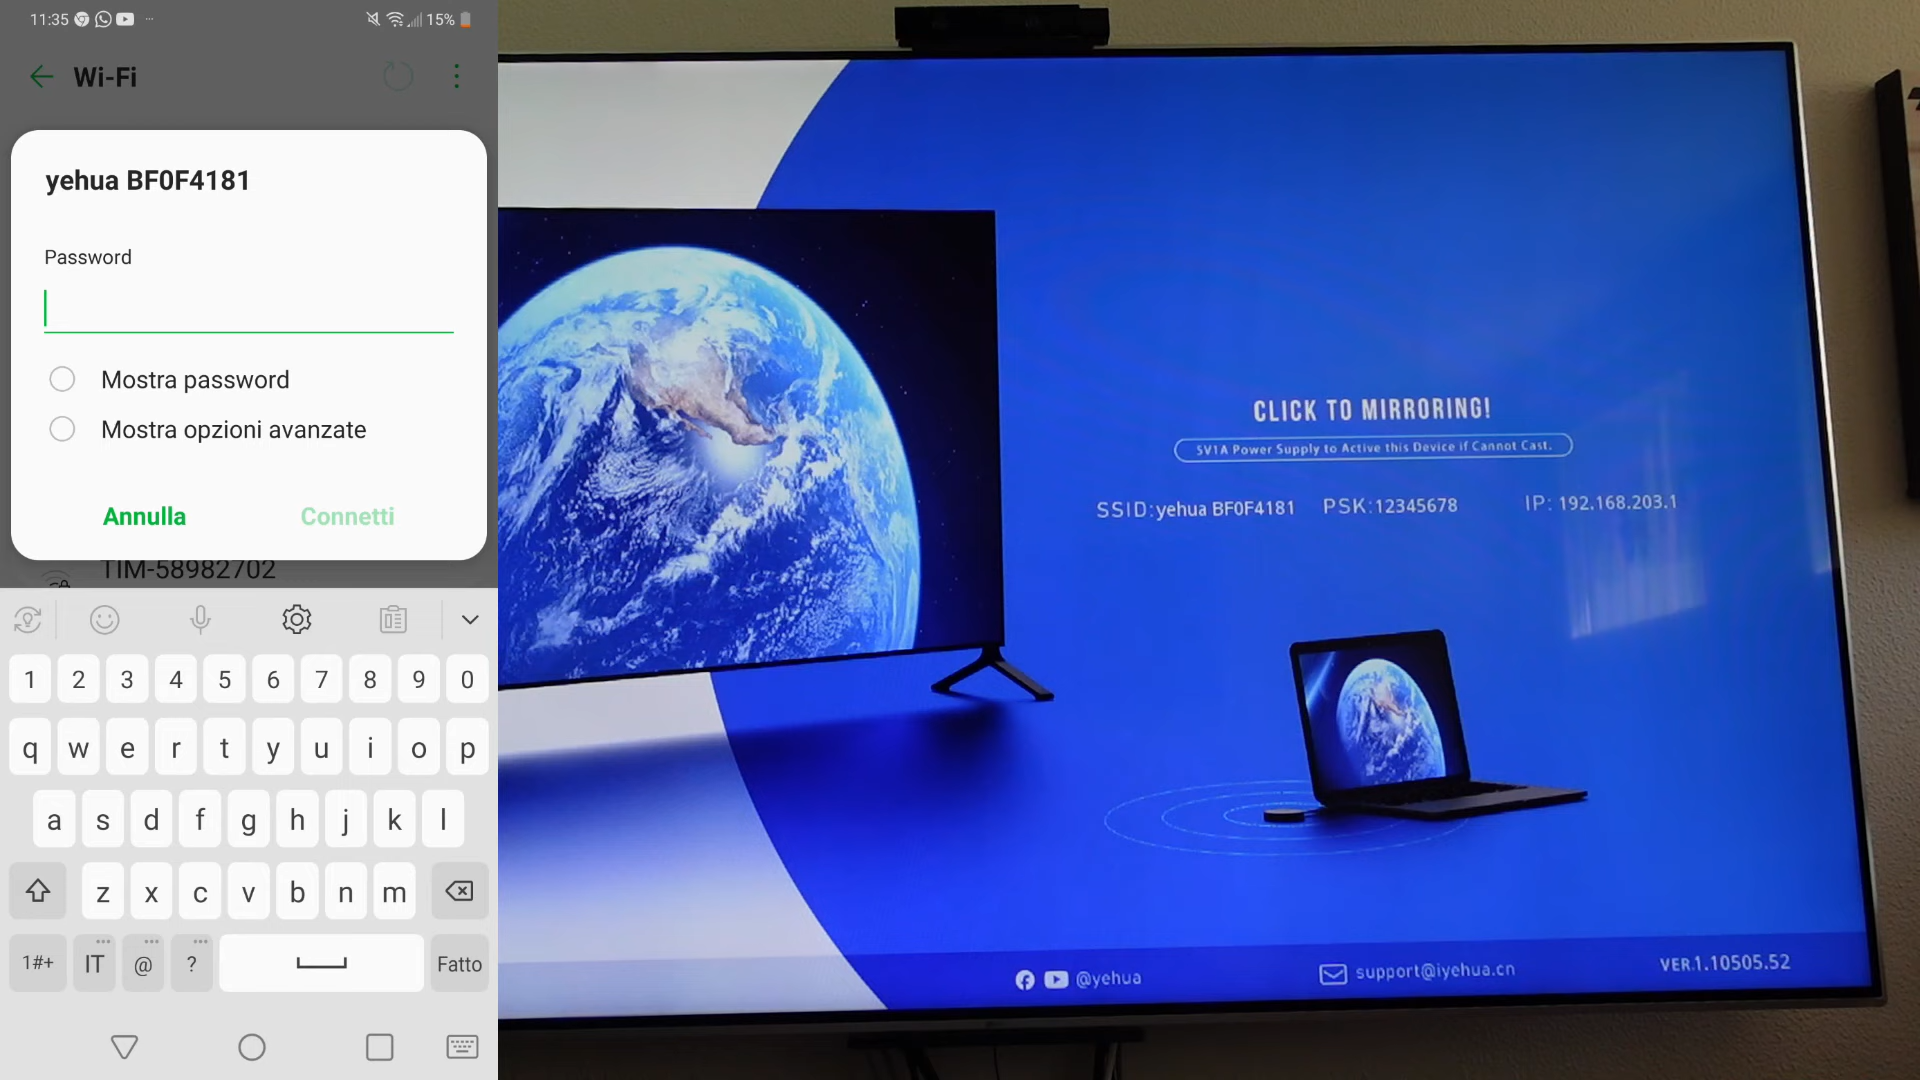 11:35 ··· 15%
Wi-Fi
yehua BF0F4181
Password
Mostra password
Mostra opzioni avanzate
Annulla Connetti
TIM-58982702
1 2 3 4 5 6 7 8 9 0
q w e r t y u i o p
a s d f g h j k l
z x c v b n m
1#+ IT @ ? Fatto
CLICK TO MIRRORING!
5V1A Power Supply to Active this Device if Cannot Cast.
SSID:yehua BF0F4181 PSK:12345678 IP: 192.168.203.1
@yehua support@iyehua.cn VER.1.10505.52